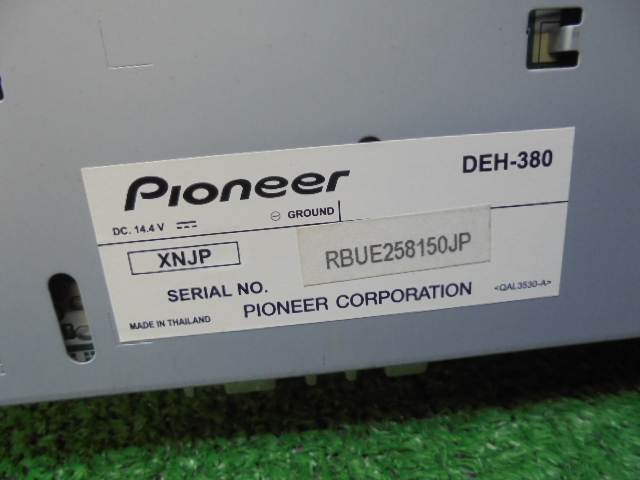 Pioneer
DEH-380
DC. 14.4 V
⊖ GROUND
XNJP
RBUE258150JP
SERIAL NO.
MADE IN THAILAND
PIONEER CORPORATION
<QAL3530-A>